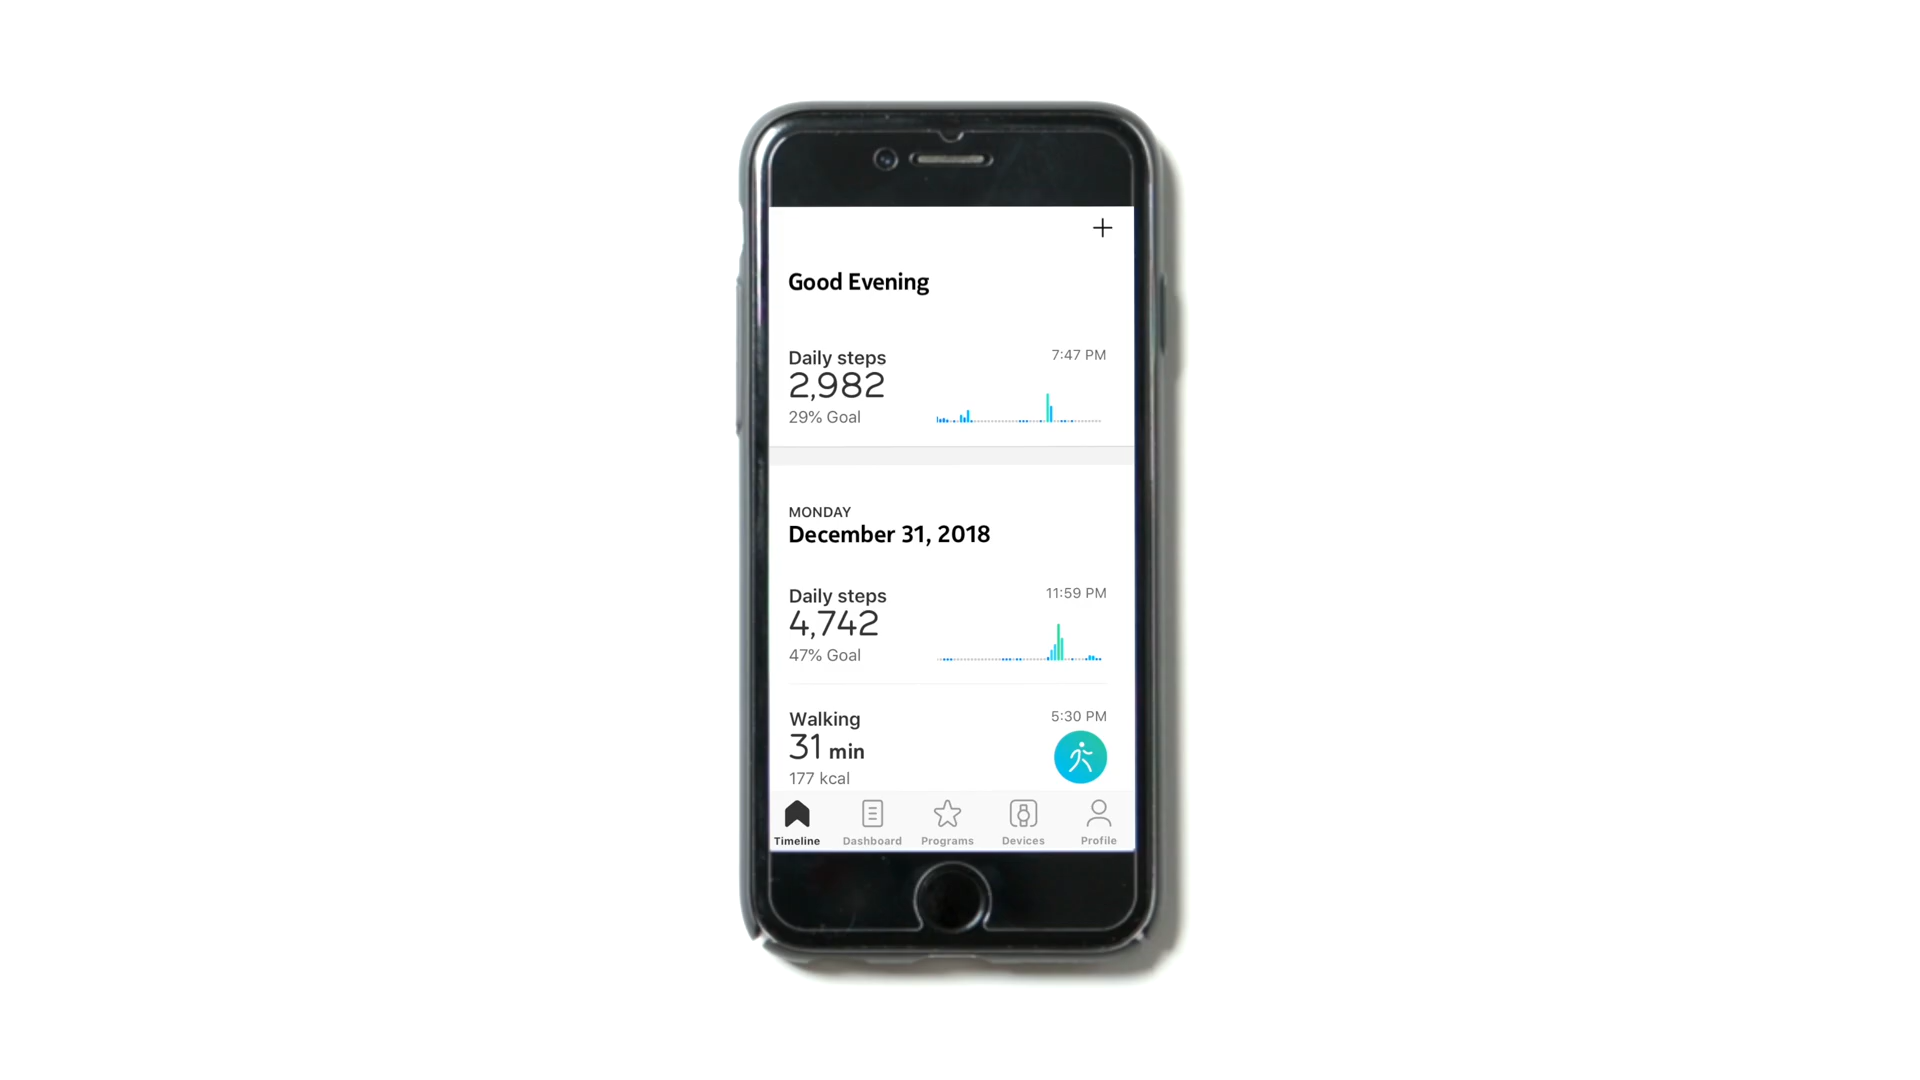 Good Evening
Daily steps
7:47 PM
2,982
29% Goal
MONDAY
December 31, 2018
Daily steps
11:59 PM
4,742
47% Goal
Walking
5:30 PM
31 min
177 kcal
Timeline Dashboard Programs Devices Profile